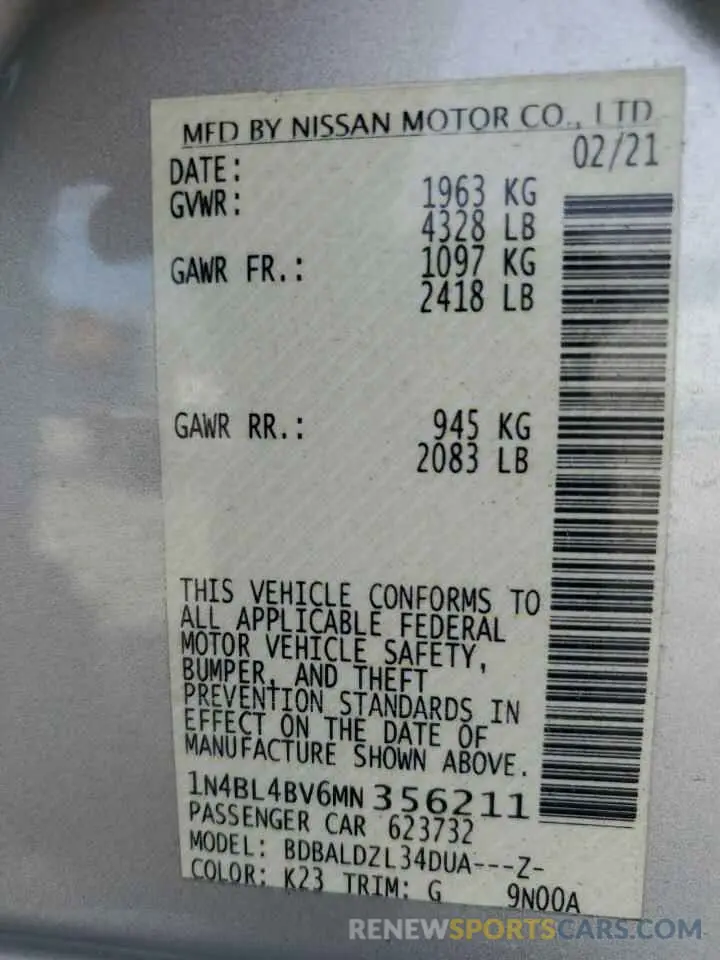 MFD BY NISSAN MOTOR CO., LTD
DATE: 02/21
GVWR: 1963 KG
4328 LB
GAWR FR.: 1097 KG
2418 LB
GAWR RR.: 945 KG
2083 LB
THIS VEHICLE CONFORMS TO
ALL APPLICABLE FEDERAL
MOTOR VEHICLE SAFETY,
BUMPER, AND THEFT
PREVENTION STANDARDS IN
EFFECT ON THE DATE OF
MANUFACTURE SHOWN ABOVE.
1N4BL4BV6MN356211
PASSENGER CAR 623732
MODEL: BDBALDZL34DUA---Z-
COLOR: K23 TRIM: G 9N00A
RENEWSPORTSCARS.COM